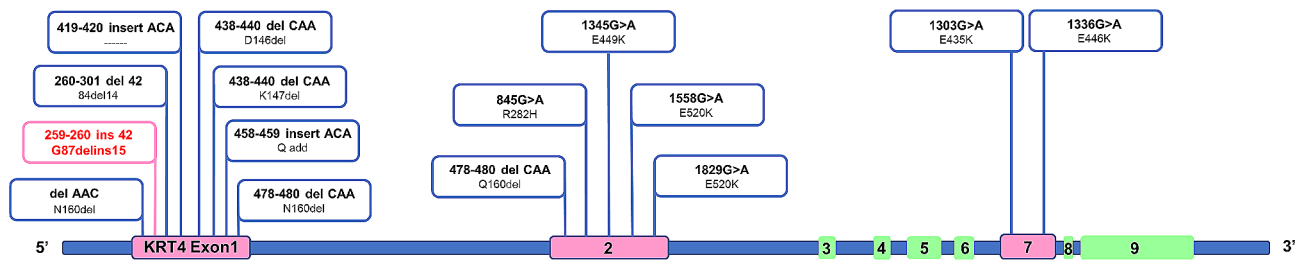 419-420 insert ACA
------
438-440 del CAA
D146del
1345G>A
E449K
1303G>A
E435K
1336G>A
E446K
260-301 del 42
84del14
438-440 del CAA
K147del
845G>A
R282H
1558G>A
E520K
259-260 ins 42
G87delins15
458-459 insert ACA
Q add
478-480 del CAA
Q160del
1829G>A
E520K
del AAC
N160del
478-480 del CAA
N160del
5’ KRT4 Exon1 2 3 4 5 6 7 8 9 3’